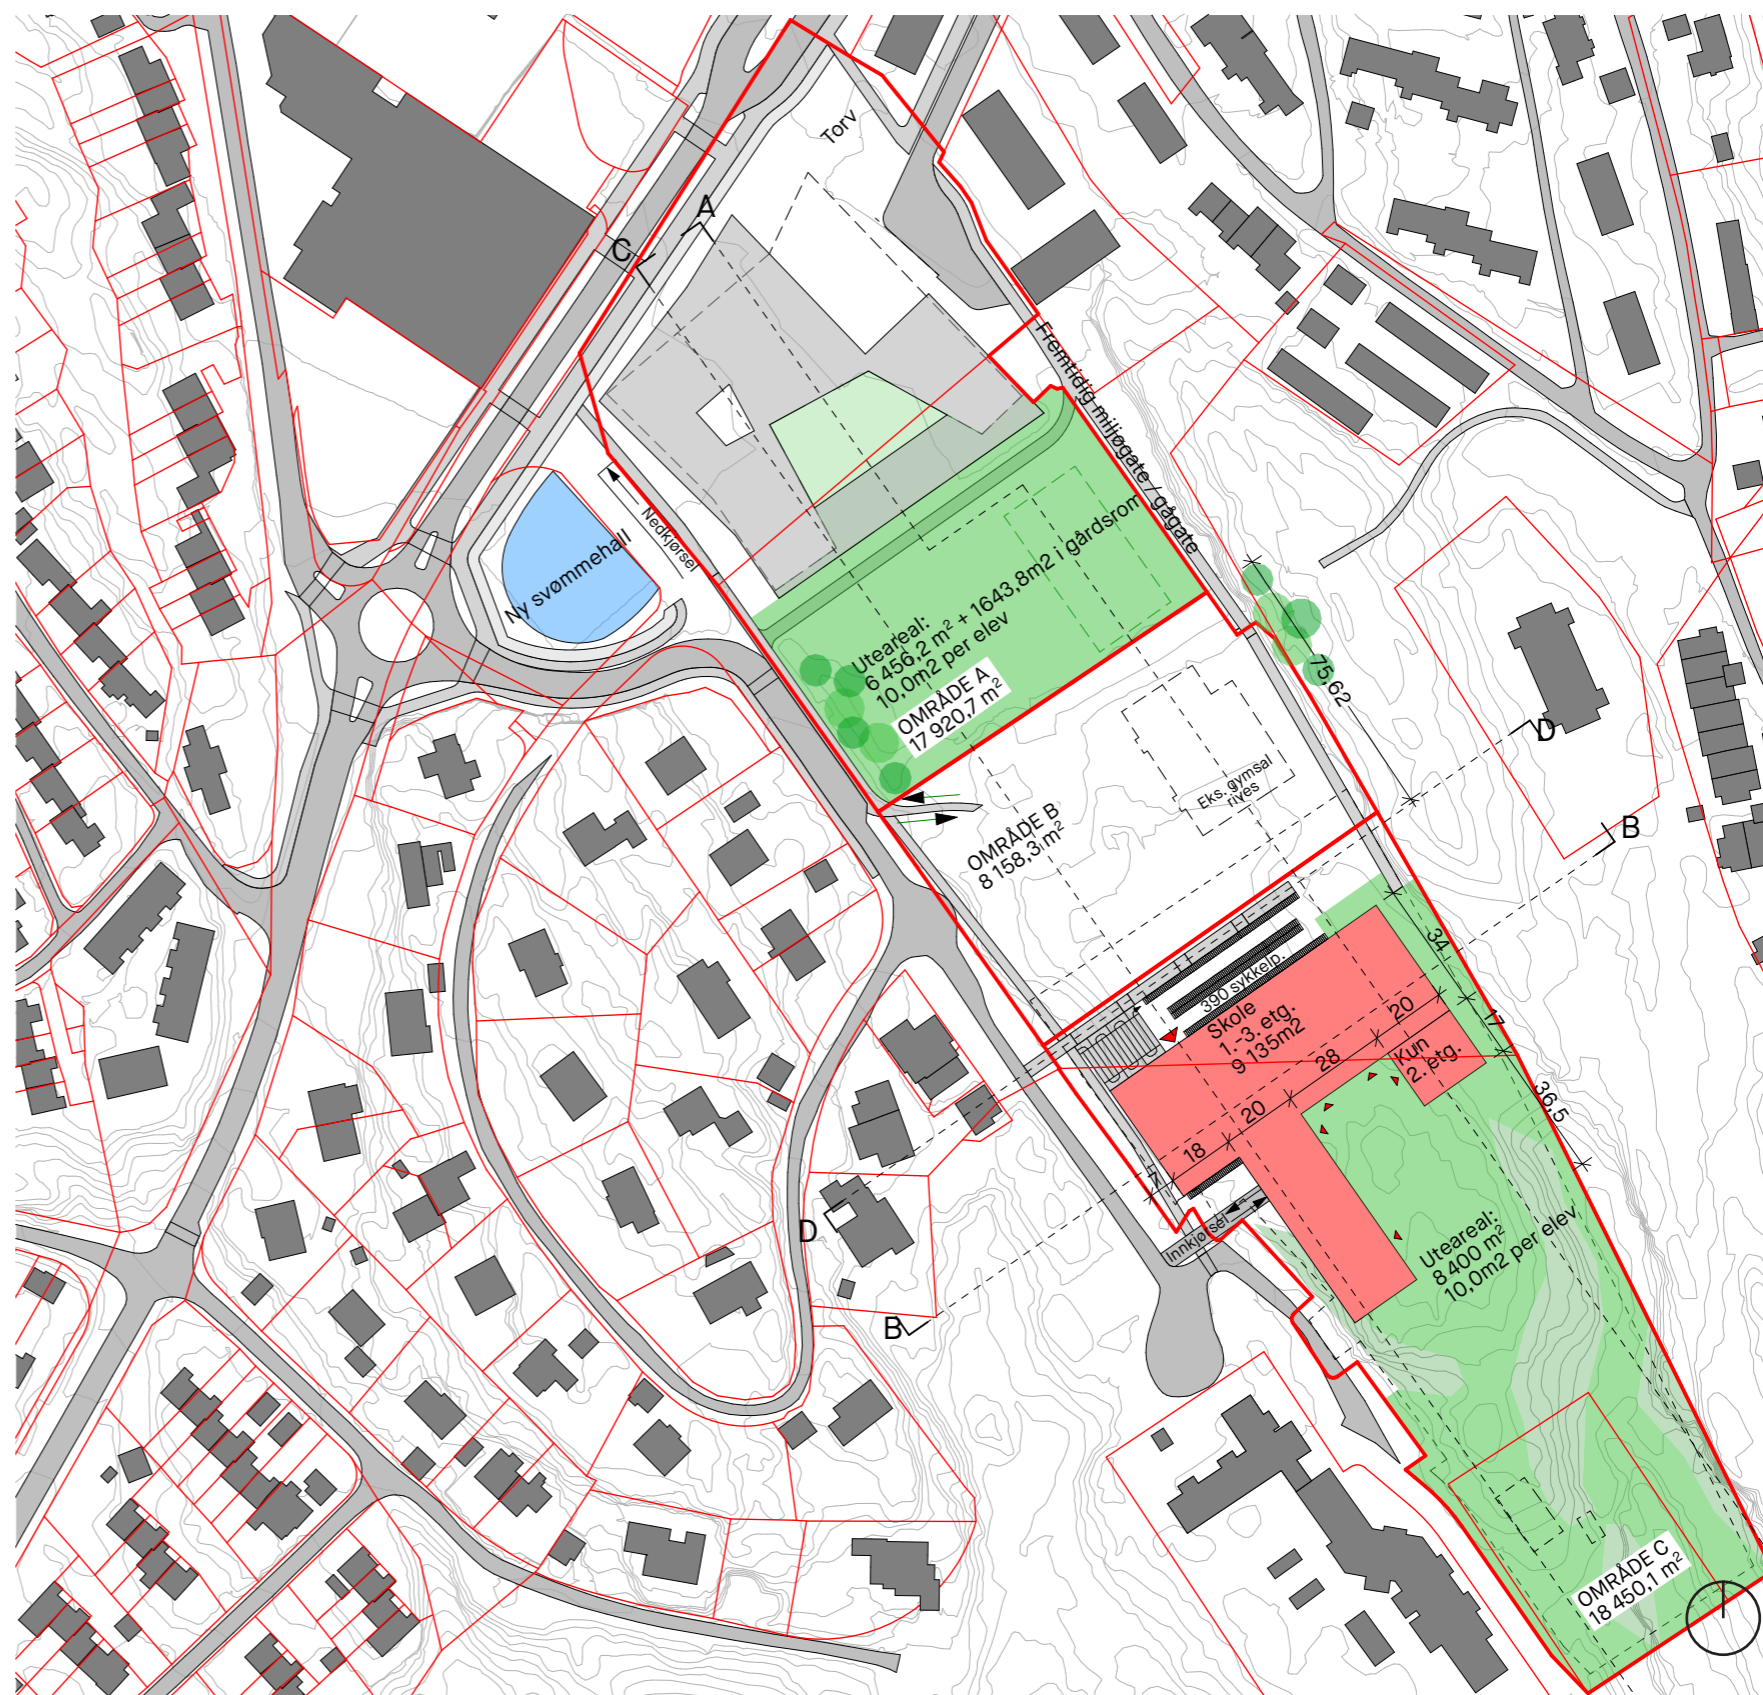 Torv
A
C
Fremtidig miljøgate / gågate
Nedkjørsel
Ny svømmehall
Uteareal:
6 456,2 m² + 1643,8m2 i gårdsrom
10,0m2 per elev
OMRÅDE A
17 920,7 m²
75,62
D
Eks. gymsal
rives
B
OMRÅDE B
8 158,3 m²
34
390 sykkelp.
Skole
1.-3. etg.
9 135m2
20
17
28
Kun
2. etg.
36,5
20
18
7
D
Innkjørsel
Uteareal:
8 400 m²
10,0m2 per elev
B
OMRÅDE C
18 450,1 m²